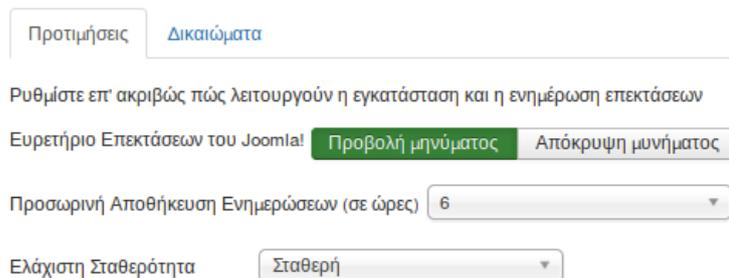 Προτιμήσεις Δικαιώματα
Ρυθμίστε επ' ακριβώς πώς λειτουργούν η εγκατάσταση και η ενημέρωση επεκτάσεων
Ευρετήριο Επεκτάσεων του Joomla! Προβολή μηνύματος Απόκρυψη μυνήματος
Προσωρινή Αποθήκευση Ενημερώσεων (σε ώρες) 6
Ελάχιστη Σταθερότητα Σταθερή